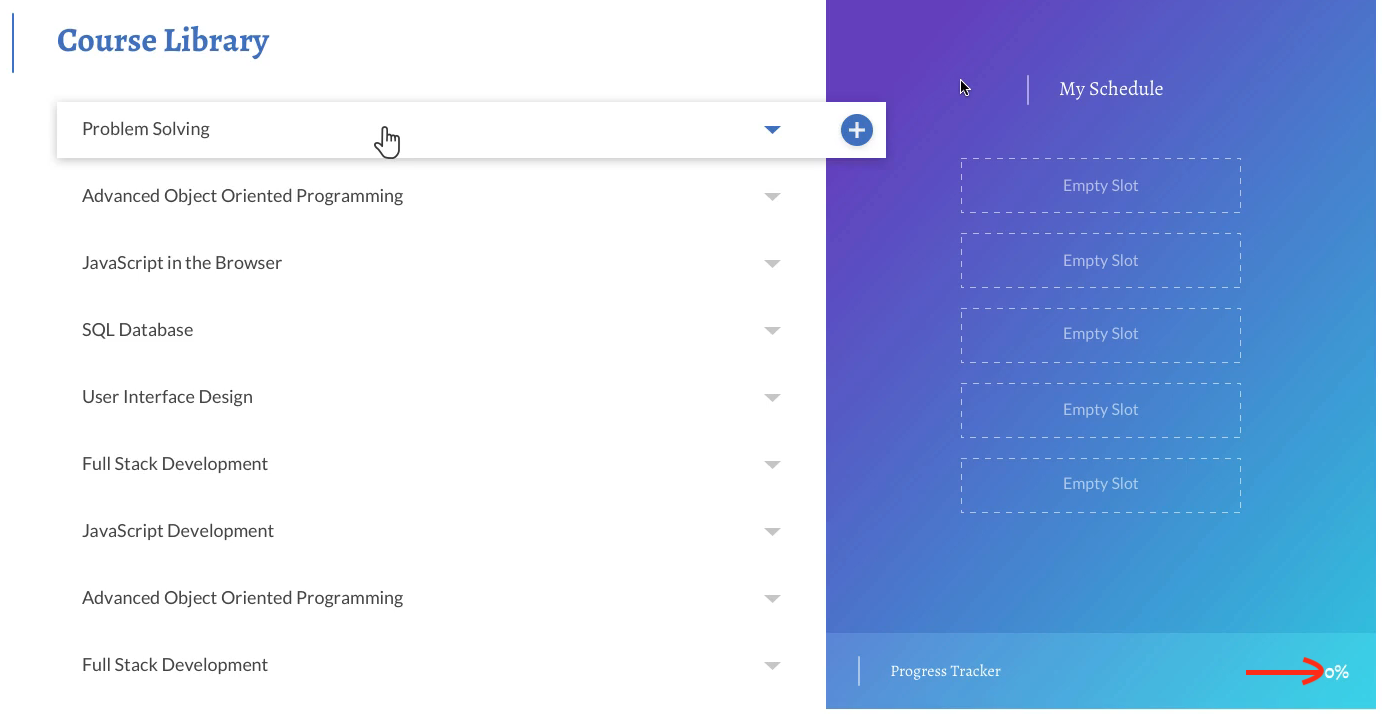 Course Library
Problem Solving
Advanced Object Oriented Programming
JavaScript in the Browser
SQL Database
User Interface Design
Full Stack Development
JavaScript Development
Advanced Object Oriented Programming
Full Stack Development
My Schedule
Empty Slot
Empty Slot
Empty Slot
Empty Slot
Empty Slot
Progress Tracker
0%